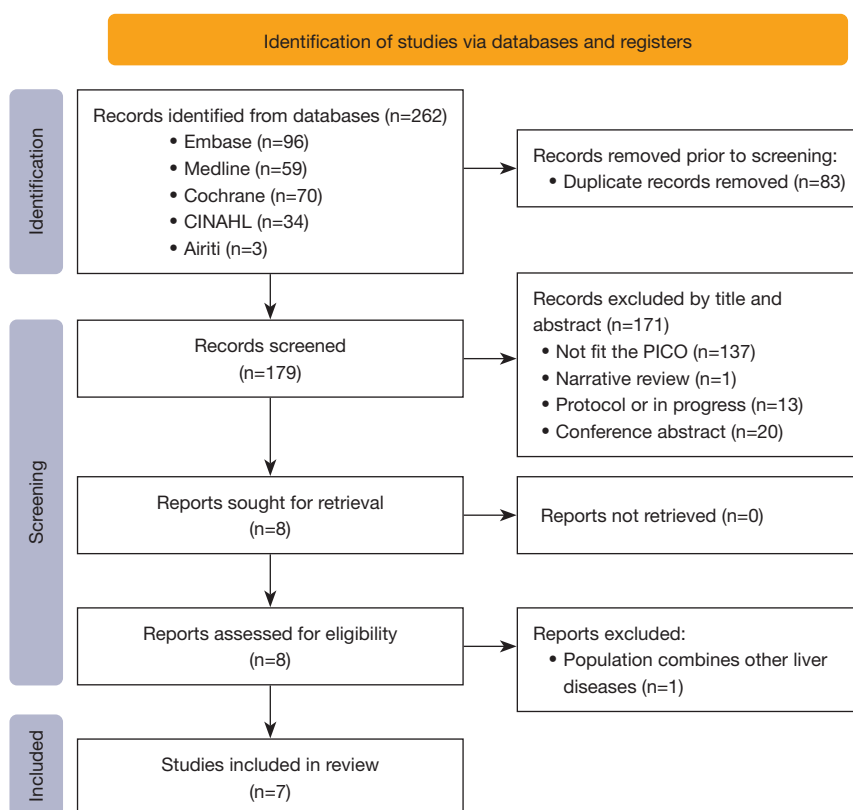 Identification of studies via databases and registers
Identification
Records identified from databases (n=262)
• Embase (n=96)
• Medline (n=59)
• Cochrane (n=70)
• CINAHL (n=34)
• Airiti (n=3)
Records removed prior to screening:
• Duplicate records removed (n=83)
Screening
Records screened
(n=179)
Records excluded by title and
abstract (n=171)
• Not fit the PICO (n=137)
• Narrative review (n=1)
• Protocol or in progress (n=13)
• Conference abstract (n=20)
Reports sought for retrieval
(n=8)
Reports not retrieved (n=0)
Reports assessed for eligibility
(n=8)
Reports excluded:
• Population combines other liver
diseases (n=1)
Included
Studies included in review
(n=7)